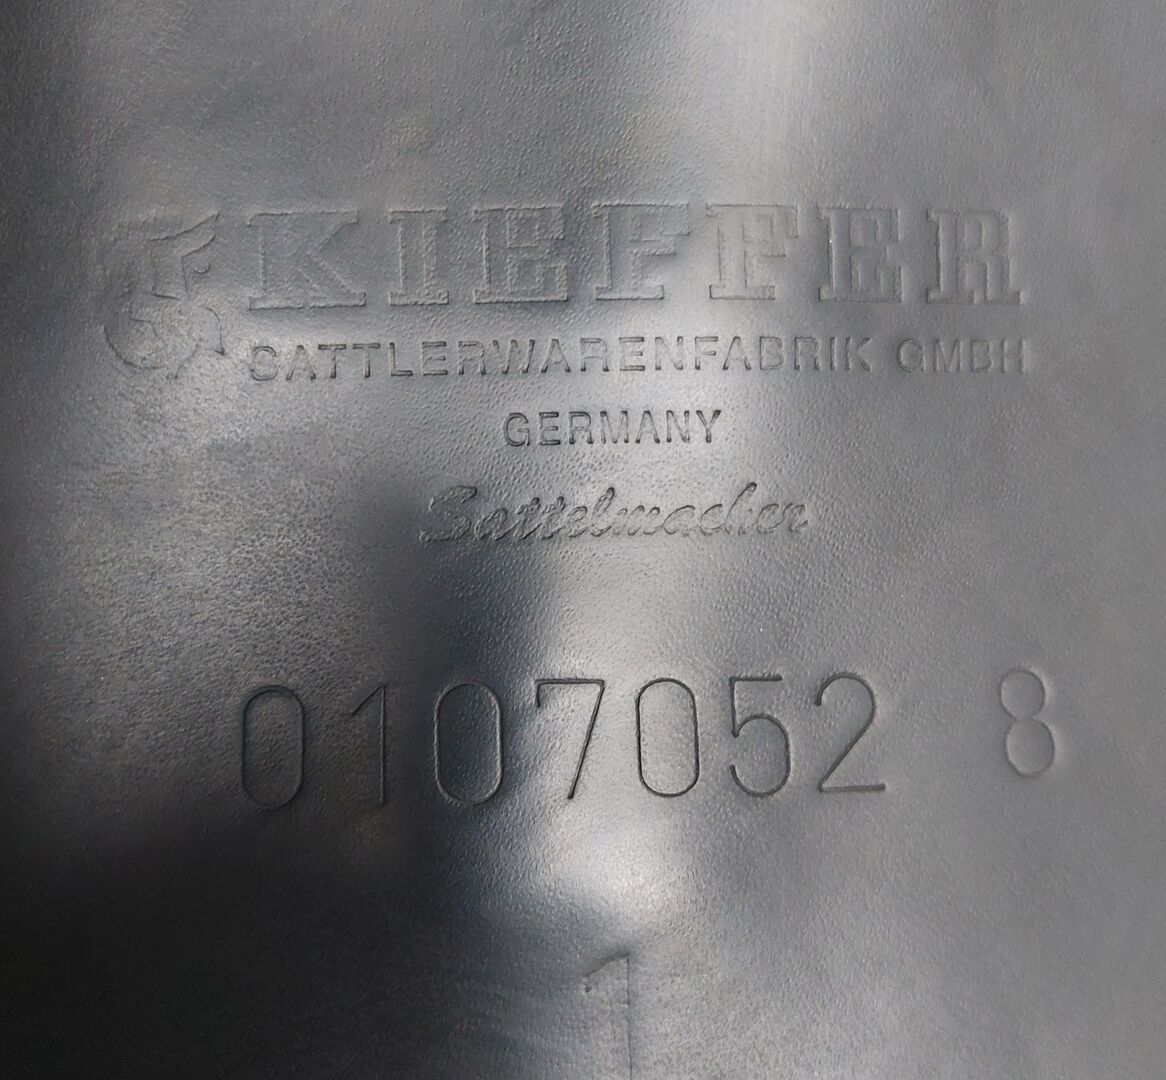 KIEFFER
SATTLERWARENFABRIK GMBH
GERMANY
Sattelmacher
0107052 8
1